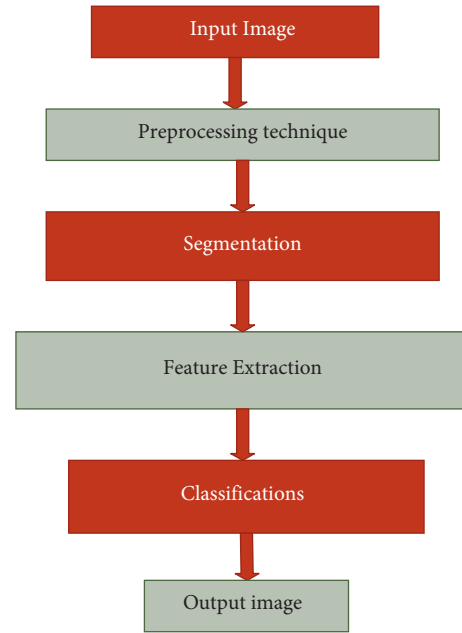 Input Image
Preprocessing technique
Segmentation
Feature Extraction
Classifications
Output image